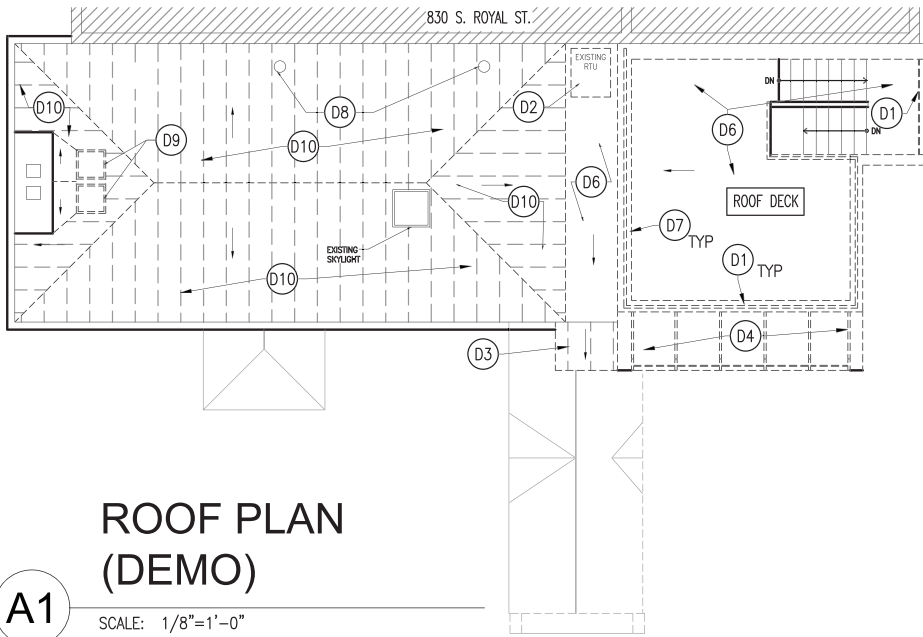 830 S. ROYAL ST.
EXISTING
RTU
DN
D10
D8
D2
D1
D9
D10
D6
DN
D6
D10
ROOF DECK
D7
TYP
EXISTING
SKYLIGHT
D1
TYP
D10
D4
D3
ROOF PLAN
(DEMO)
A1
SCALE: 1/8"=1'-0"